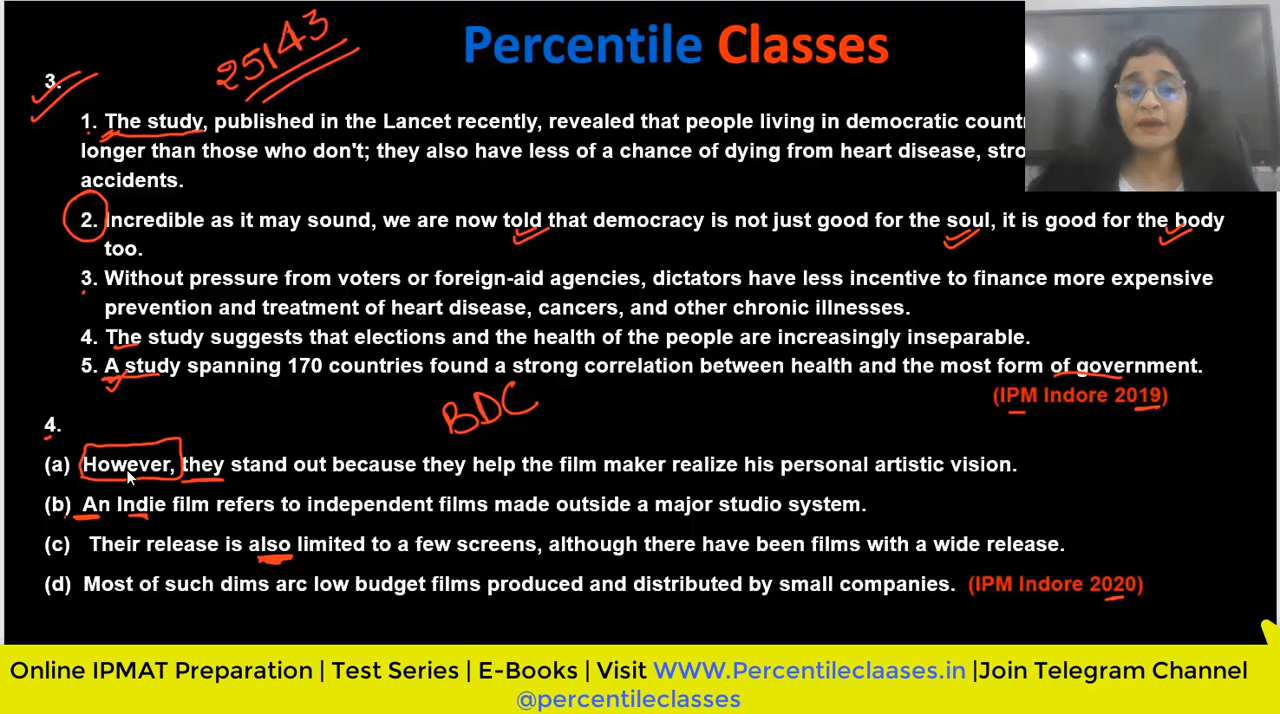 25143
Percentile Classes
3.
1. The study, published in the Lancet recently, revealed that people living in democratic
longer than those who don't; they also have less of a chance of dying from heart disease,
accidents.
2. Incredible as it may sound, we are now told that democracy is not just good for the soul, it is good for the body
too.
3. Without pressure from voters or foreign-aid agencies, dictators have less incentive to finance more expensive
prevention and treatment of heart disease, cancers, and other chronic illnesses.
4. The study suggests that elections and the health of the people are increasingly inseparable.
5. A study spanning 170 countries found a strong correlation between health and the most form of government.
(IPM Indore 2019)
BDC
4.
(a) However, they stand out because they help the film maker realize his personal artistic vision.
(b) An Indie film refers to independent films made outside a major studio system.
(c) Their release is also limited to a few screens, although there have been films with a wide release.
(d) Most of such dims arc low budget films produced and distributed by small companies. (IPM Indore 2020)
Online IPMAT Preparation | Test Series | E-Books | Visit WWW.Percentileclaases.in |Join Telegram Channel
@percentileclasses